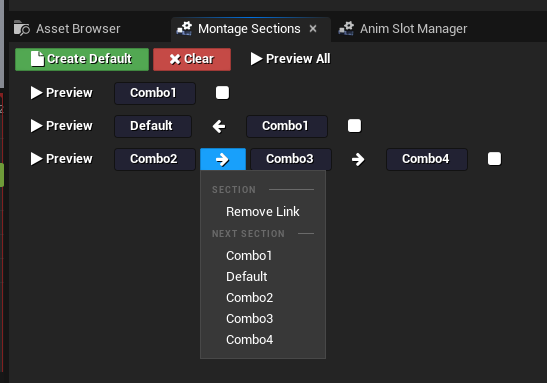 Asset Browser Montage Sections Anim Slot Manager
Create Default Clear Preview All
Preview Combo1
Preview Default Combo1
Preview Combo2 Combo3 Combo4
SECTION
Remove Link
NEXT SECTION
Combo1
Default
Combo2
Combo3
Combo4